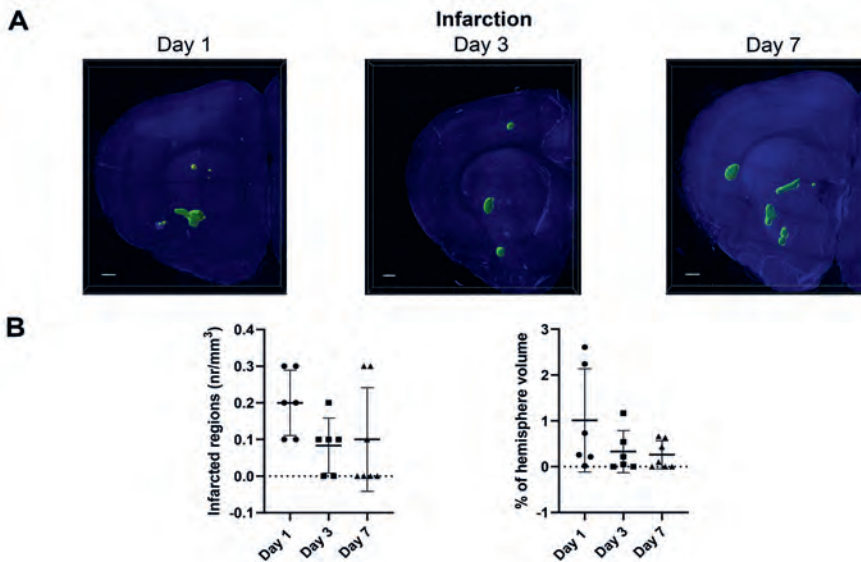 A
Infarction
Day 1
Day 3
Day 7
B
Infarcted regions (nr/mm³)
0.4
0.3
0.2
0.1
0.0
-0.1
Day 1
Day 3
Day 7
% of hemisphere volume
3
2
1
0
-1
Day 1
Day 3
Day 7